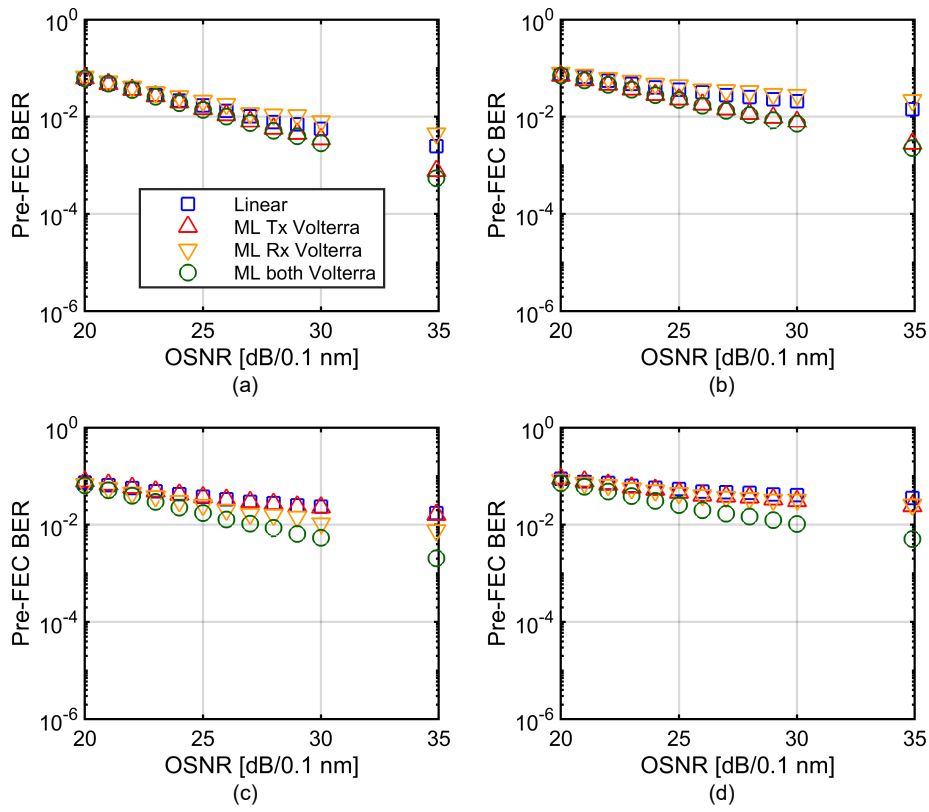 Pre-FEC BER
10^0
10^-2
10^-4
10^-6
Linear
ML Tx Volterra
ML Rx Volterra
ML both Volterra
20 25 30 35
OSNR [dB/0.1 nm]
(a)
Pre-FEC BER
10^0
10^-2
10^-4
10^-6
20 25 30 35
OSNR [dB/0.1 nm]
(b)
Pre-FEC BER
10^0
10^-2
10^-4
10^-6
20 25 30 35
OSNR [dB/0.1 nm]
(c)
Pre-FEC BER
10^0
10^-2
10^-4
10^-6
20 25 30 35
OSNR [dB/0.1 nm]
(d)